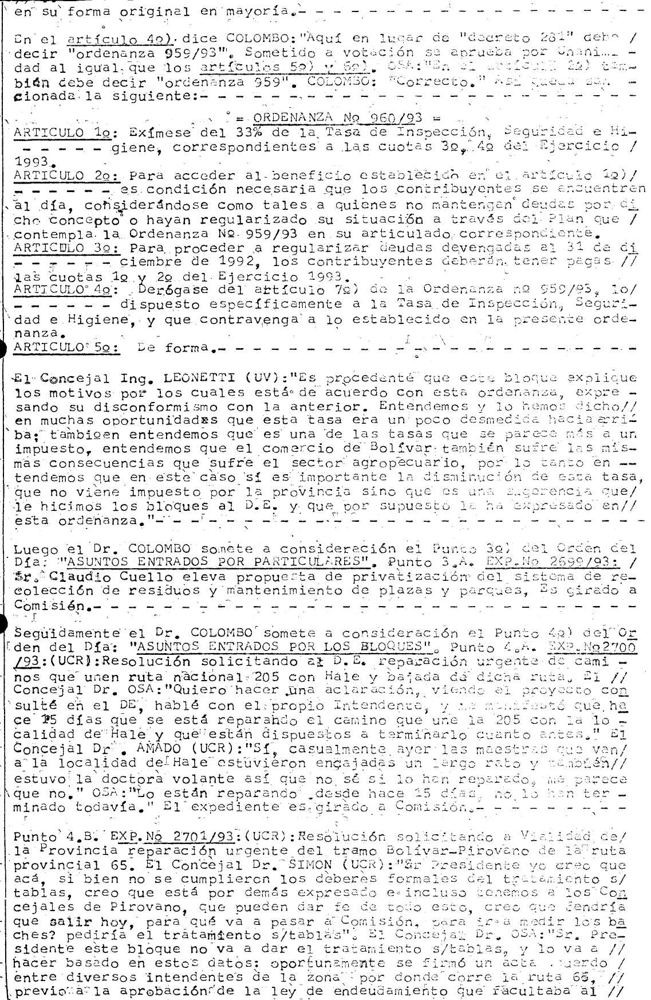 en su forma original en mayoría.- - - - - - - - - - - - - - - - - - -
En el artículo 4º) dice COLOMBO:"Aquí en lugar de "decreto 281" debe /
decir "ordenanza 959/93". Sometido a votación se aprueba por unanimi -
dad al igual que los artículos 5º) y 6º). OSA:"En el artículo 2º) tam-
bién debe decir "ordenanza 959". COLOMBO: "Correcto." Así queda san -
cionada la siguiente:- - - - - - - - - - - - - - - - - - - - - - -
= ORDENANZA Nº 960/93 =
ARTICULO 1º: Exímese del 33% de la Tasa de Inspección, Seguridad e Hi-
- - - - - giene, correspondientes a las cuotas 3º, 4º del Ejercicio /
1993.
ARTICULO 2º: Para acceder al beneficio establecido en el artículo 1º)/
- - - - - - es condición necesaria que los contribuyentes se encuentren
al día, considerándose como tales a quienes no mantengan deudas por di
cho concepto o hayan regularizado su situación a través del Plan que /
contempla la Ordenanza Nº 959/93 en su articulado correspondiente.
ARTICULO 3º: Para proceder a regularizar deudas devengadas al 31 de di
- - - - - - ciembre de 1992, los contribuyentes deberán tener pagas //
las cuotas 1º y 2º del Ejercicio 1993.
ARTICULO 4º: Derógase del attículo 7º) de la Ordenanza nº 959/93, lo/
- - - - - - dispuesto específicamente a la Tasa de Inspección, Seguri-
dad e Higiene, y que contravenga a lo establecido en la presente orde-
nanza.
ARTICULO 5º: De forma.- - - - - - - - - - - - - - - - - - - - - -
El Concejal Ing. LEONETTI (UV):"Es procedente que este bloque explique
los motivos por los cuales está de acuerdo con esta ordenanza, expre -
sando su disconformismo con la anterior. Entendemos y lo hemos dicho//
en muchas oportunidades que esta tasa era un poco desmedida hacia arri-
ba; tambioen entendemos que es una de las tasas que se parece más a un
impuesto, entendemos que el comercio de Bolívar también sufre las mis-
mas consecuencias que sufre el sector agropecuario, por lo tanto en --
tendemos que en este caso sí es importante la disminución de esta tasa,
que no viene impuesto por la provincia sino que es una sugerencia que/
le hicimos los bloques al D.E. y que por supuesto la ha expresado en//
esta ordenanza."- - - - - - - - - - - - - - - - - - - - - - - - - -
Luego el Dr. COLOMBO somete a consideración el Punto 3º) del Orden del
Día: "ASUNTOS ENTRADOS POR PARTICULARES". Punto 3.A. EXP.Nº 2699/93: /
Sr. Claudio Cuello eleva propuesta de privatización del sistema de re-
colección de residuos y mantenimiento de plazas y parques, Es girado a
Comisión.- - - - - - - - - - - - - - - - - - - - - - - - - - - - -
Seguidamente el Dr. COLOMBO somete a consideración el Punto 4º) del Or
den del Día: "ASUNTOS ENTRADOS POR LOS BLOQUES". Punto 4.A. EXP.Nº2700
/93:(UCR):Resolución solicitando al D.E. reparación urgente de cami -
nos que unen ruta nacional 205 con Hale y bajada de dicha ruta. El //
Concejal Dr. OSA:"Quiero hacer una aclaración, viendo el proyecto con
sulté en el DE, hablé con el propio Intendente, y me manifestó que ha
ce 15 días que se está reparando el camino que une la 205 con la lo -
calidad de Hale y que están dispuestos a terminarlo cuanto antes." El
Concejal Dr . AMADO (UCR):"Sí, casualmente ayer las maestras que van/
a la localidad de Hale estuvieron engajadas un largo rato y también//
estuvo la doctora volante así que no sé si lo han reparado, me parece
que no." OSA:"Lo están reparando desde hace 15 días, no lo han ter -
minado todavía." El expediente es girado a Comisión.- - - - - - - - -
Punto 4.B. EXP.Nº 2701/93:(UCR):Resolución solicitando a Vialidad de/
la Provincia reparación urgente del tramo Bolívar-Pirovano de la ruta
provincial 65. El Concejal Dr. SIMON (UCR):"Sr Presidente yo creo que
acá, si bien no se cumplieron los deberes formales del tratamiento s/
tablas, creo que está por demás expresado e incluso tenemos a los Con
cejales de Pirovano, que pueden dar fe de todo esto, creo que tendría
que salir hoy, para qué va a pasar a Comisión, para ir a medir los ba
ches? pediría el tratamiento s/tablas". El Concejal Dr. OSA:"Sr. Pre-
sidente este bloque no va a dar el tratamiento s/tablas, y lo va a //
hacer basado en estos datos: oportunamente se firmó un acta uerdo /
entre diversos intendentes de la zona por donde corre la ruta 65, //
previo a la aprobación de la ley de endeudamiento que facultaba al //